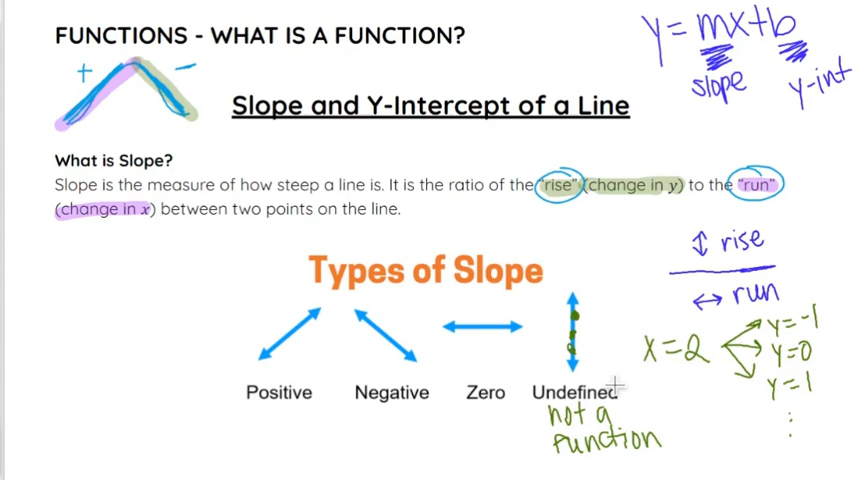 FUNCTIONS - WHAT IS A FUNCTION?
y = mx+b
slope
y-int
+
−
Slope and Y-Intercept of a Line
What is Slope?
Slope is the measure of how steep a line is. It is the ratio of the "rise" (change in y) to the "run"
(change in x) between two points on the line.
↕ rise
↔ run
Types of Slope
x = 2
y = -1
y = 0
y = 1
⋮
Positive Negative Zero Undefined
not a
function